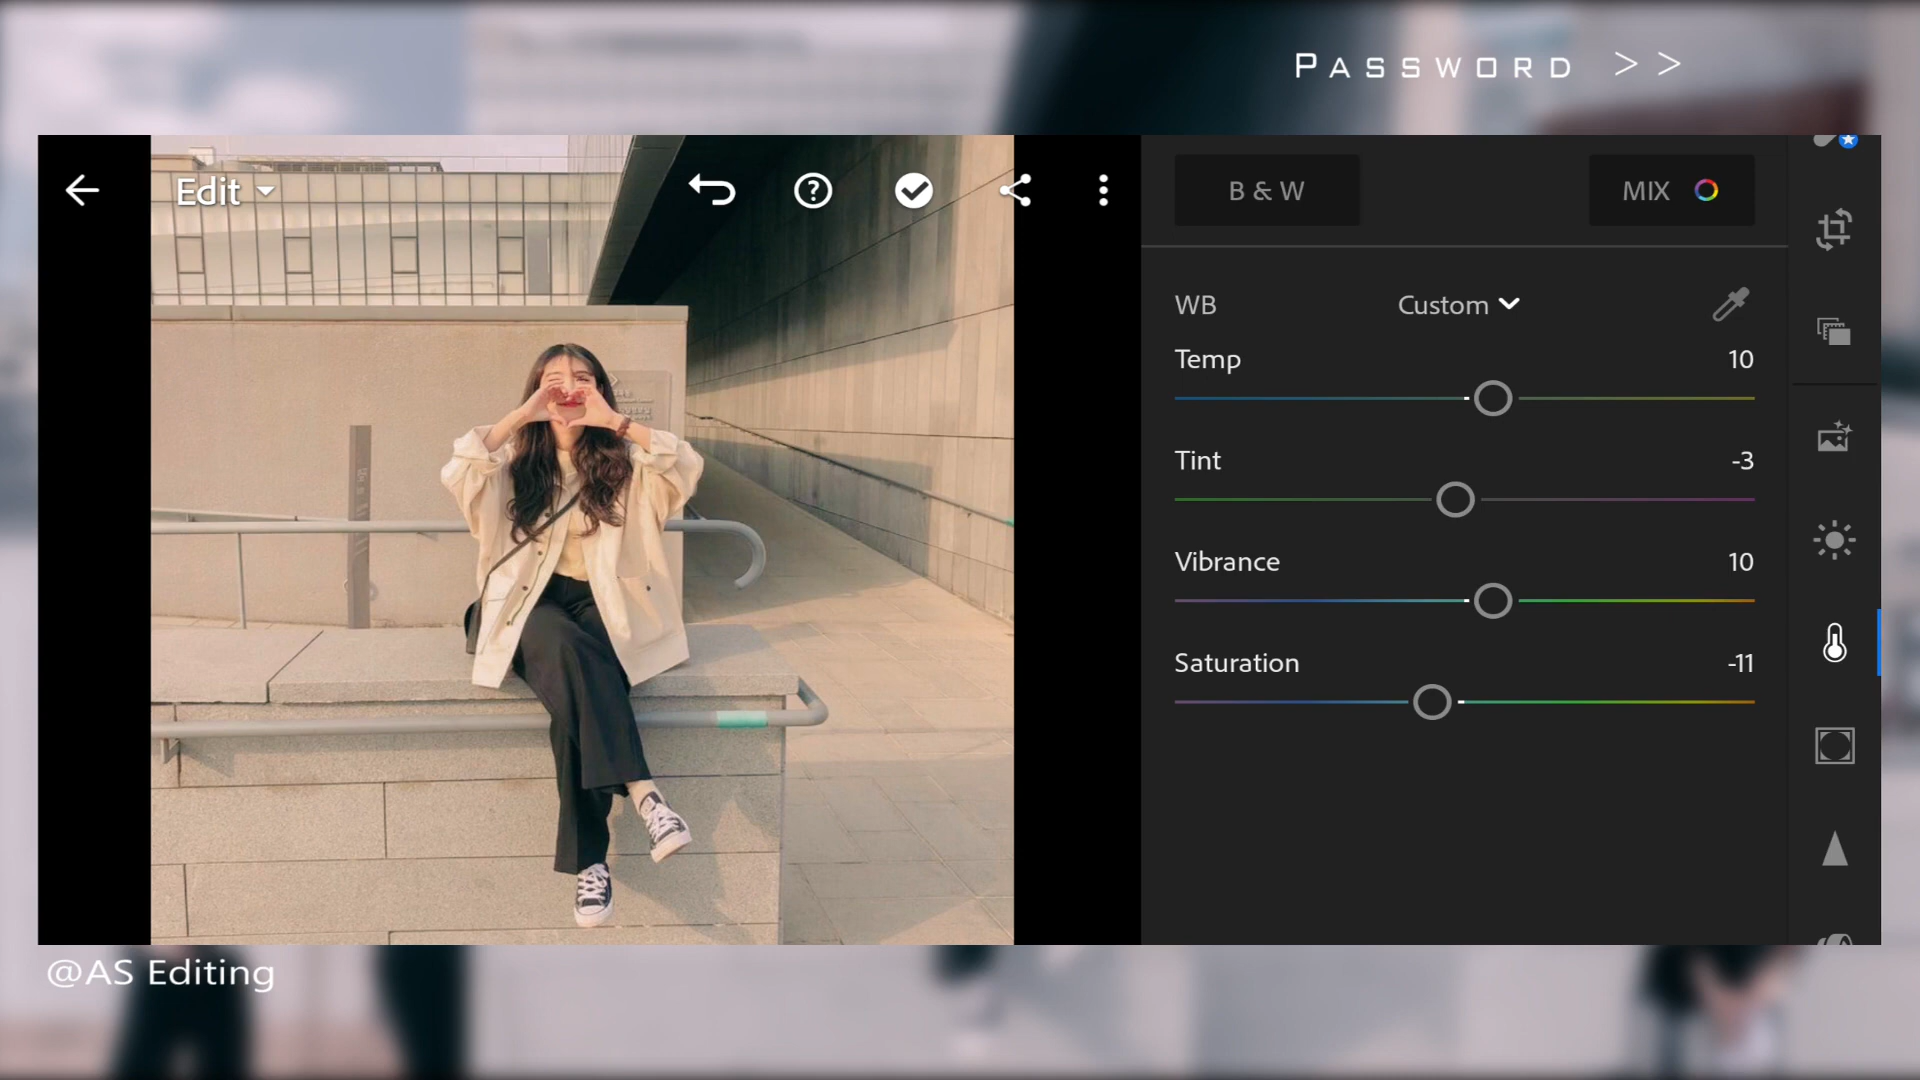 PASSWORD >>
Edit
B & W
MIX
WB
Custom
Temp
10
Tint
-3
Vibrance
10
Saturation
-11
@AS Editing